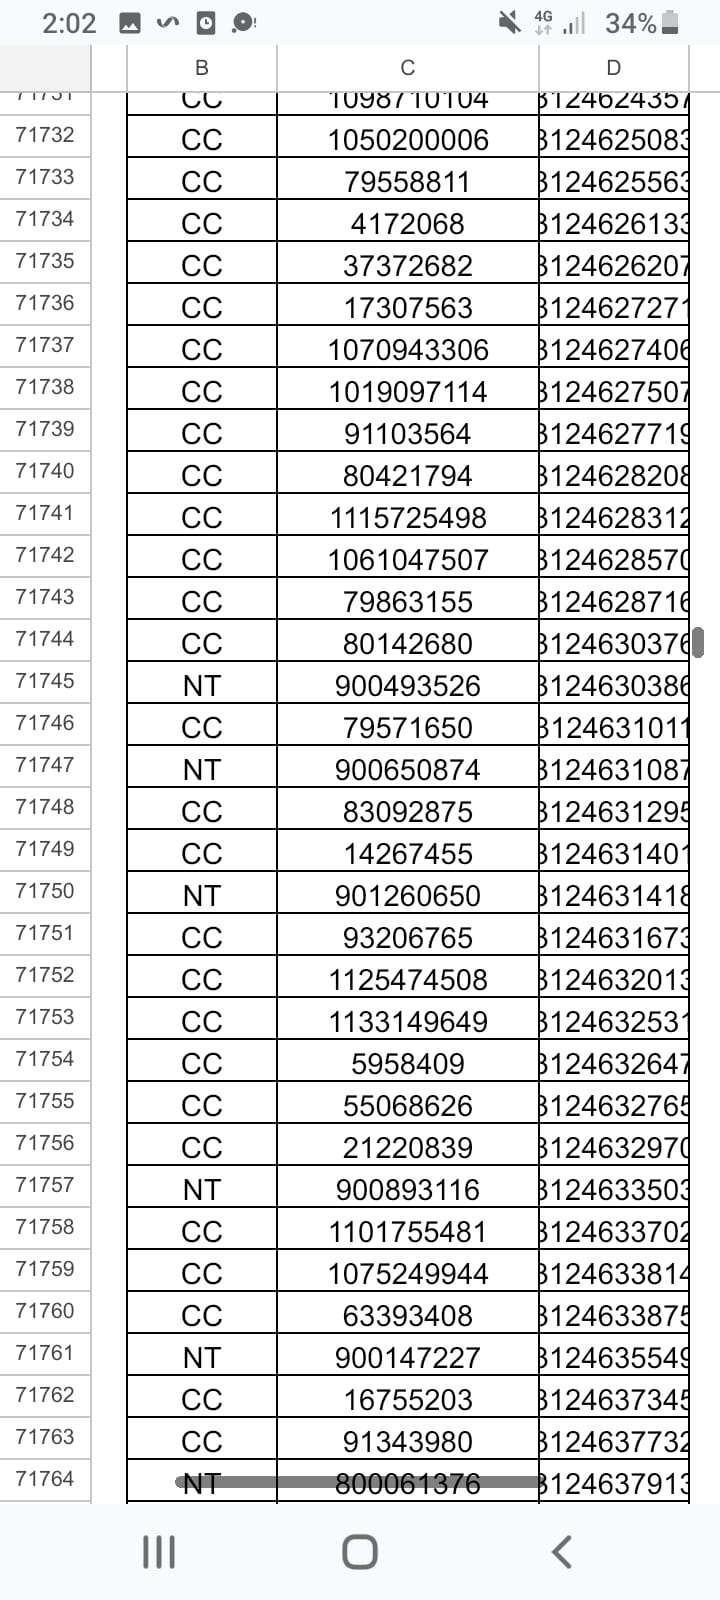 2:02 4G 34%
B C D
71731 CC 1098710104 3124624357
71732 CC 1050200006 3124625083
71733 CC 79558811 3124625563
71734 CC 4172068 3124626133
71735 CC 37372682 3124626207
71736 CC 17307563 3124627271
71737 CC 1070943306 3124627406
71738 CC 1019097114 3124627507
71739 CC 91103564 3124627719
71740 CC 80421794 3124628208
71741 CC 1115725498 3124628312
71742 CC 1061047507 3124628570
71743 CC 79863155 3124628716
71744 CC 80142680 3124630376
71745 NT 900493526 3124630386
71746 CC 79571650 3124631011
71747 NT 900650874 3124631087
71748 CC 83092875 3124631295
71749 CC 14267455 3124631401
71750 NT 901260650 3124631418
71751 CC 93206765 3124631673
71752 CC 1125474508 3124632013
71753 CC 1133149649 3124632531
71754 CC 5958409 3124632647
71755 CC 55068626 3124632765
71756 CC 21220839 3124632970
71757 NT 900893116 3124633503
71758 CC 1101755481 3124633702
71759 CC 1075249944 3124633814
71760 CC 63393408 3124633875
71761 NT 900147227 3124635549
71762 CC 16755203 3124637345
71763 CC 91343980 3124637732
71764 NT 800061376 3124637913